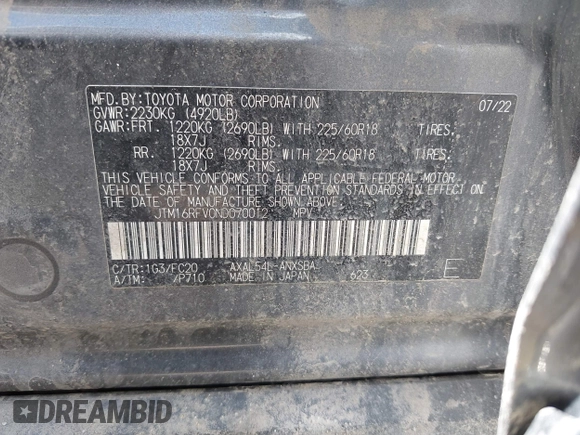 MFD.BY:TOYOTA MOTOR CORPORATION 07/22
GVWR:2230KG (4920LB)
GAWR:FRT. 1220KG (2690LB) WITH 225/60R18 TIRES,
18X7J RIMS.
RR. 1220KG (2690LB) WITH 225/60R18 TIRES,
18X7J RIMS.
THIS VEHICLE CONFORMS TO ALL APPLICABLE FEDERAL MOTOR
VEHICLE SAFETY AND THEFT PREVENTION STANDARDS IN EFFECT ON
THE DATE OF MANUFACTURE SHOWN ABOVE.
JTM16RFV0ND070012 MPV
C/TR:1G3/FC20 AXAL54L-ANXSBA
A/TM: /P710 MADE IN JAPAN 623 E
DREAMBID